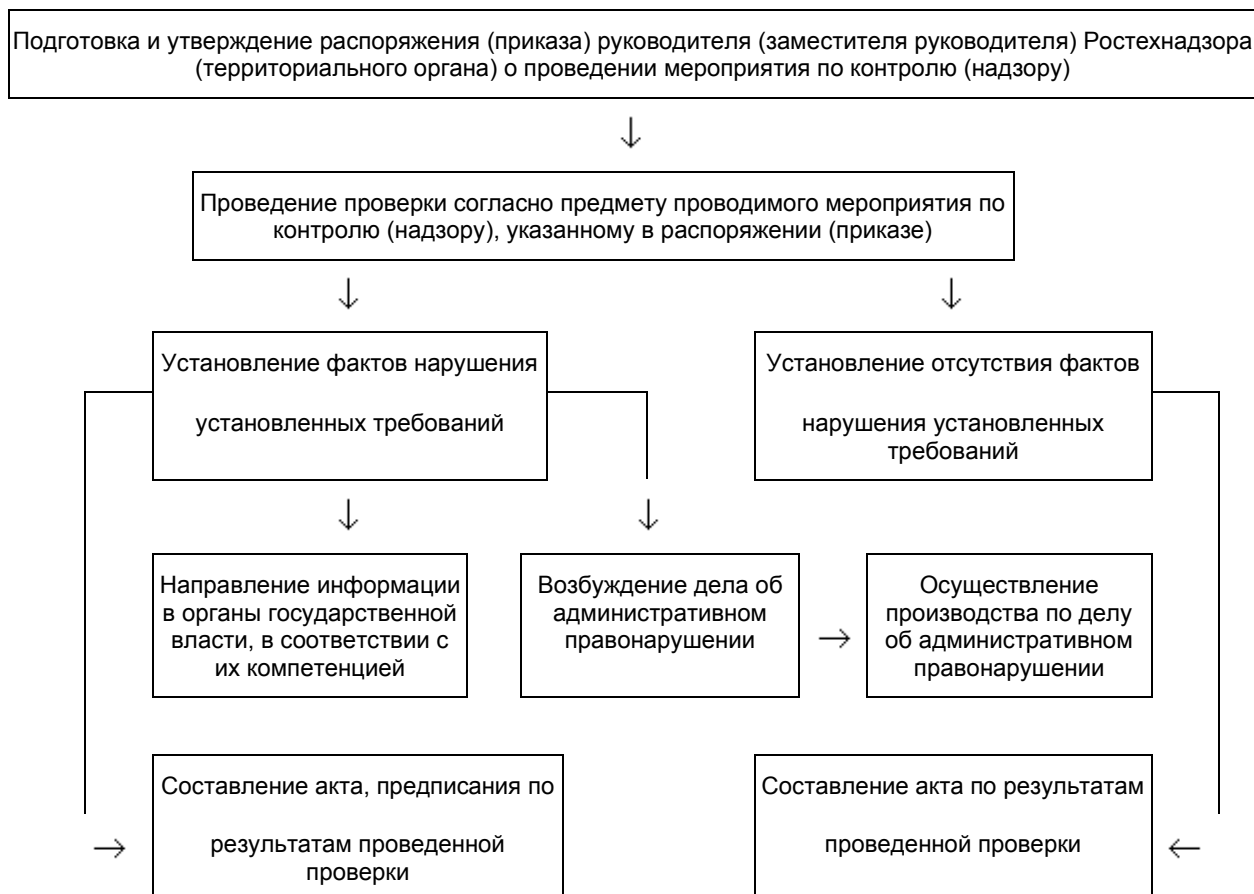 Подготовка и утверждение распоряжения (приказа) руководителя (заместителя руководителя) Ростехнадзора
(территориального органа) о проведении мероприятия по контролю (надзору)
Проведение проверки согласно предмету проводимого мероприятия по
контролю (надзору), указанному в распоряжении (приказе)
Установление фактов нарушения
установленных требований
Установление отсутствия фактов
нарушения установленных
требований
Направление информации
в органы государственной
власти, в соответствии с
их компетенцией
Возбуждение дела об
административном
правонарушении
Осуществление
производства по делу
об административном
правонарушении
Составление акта, предписания по
результатам проведенной
проверки
Составление акта по результатам
проведенной проверки